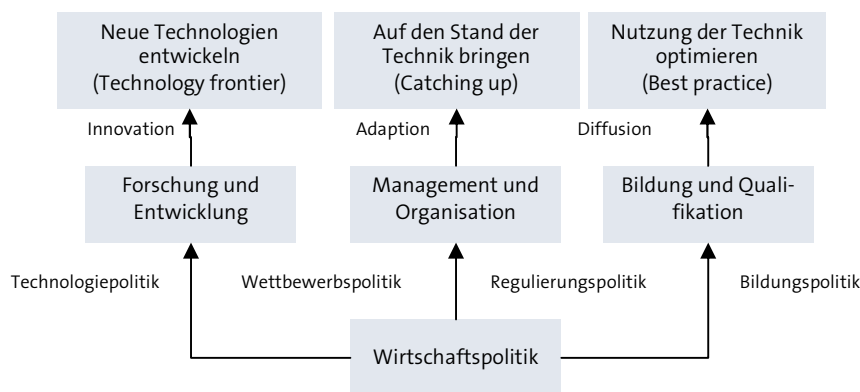 Neue Technologien
entwickeln
(Technology frontier)
Auf den Stand der
Technik bringen
(Catching up)
Nutzung der Technik
optimieren
(Best practice)
Innovation
Adaption
Diffusion
Forschung und
Entwicklung
Management und
Organisation
Bildung und Quali-
fikation
Technologiepolitik
Wettbewerbspolitik
Regulierungspolitik
Bildungspolitik
Wirtschaftspolitik